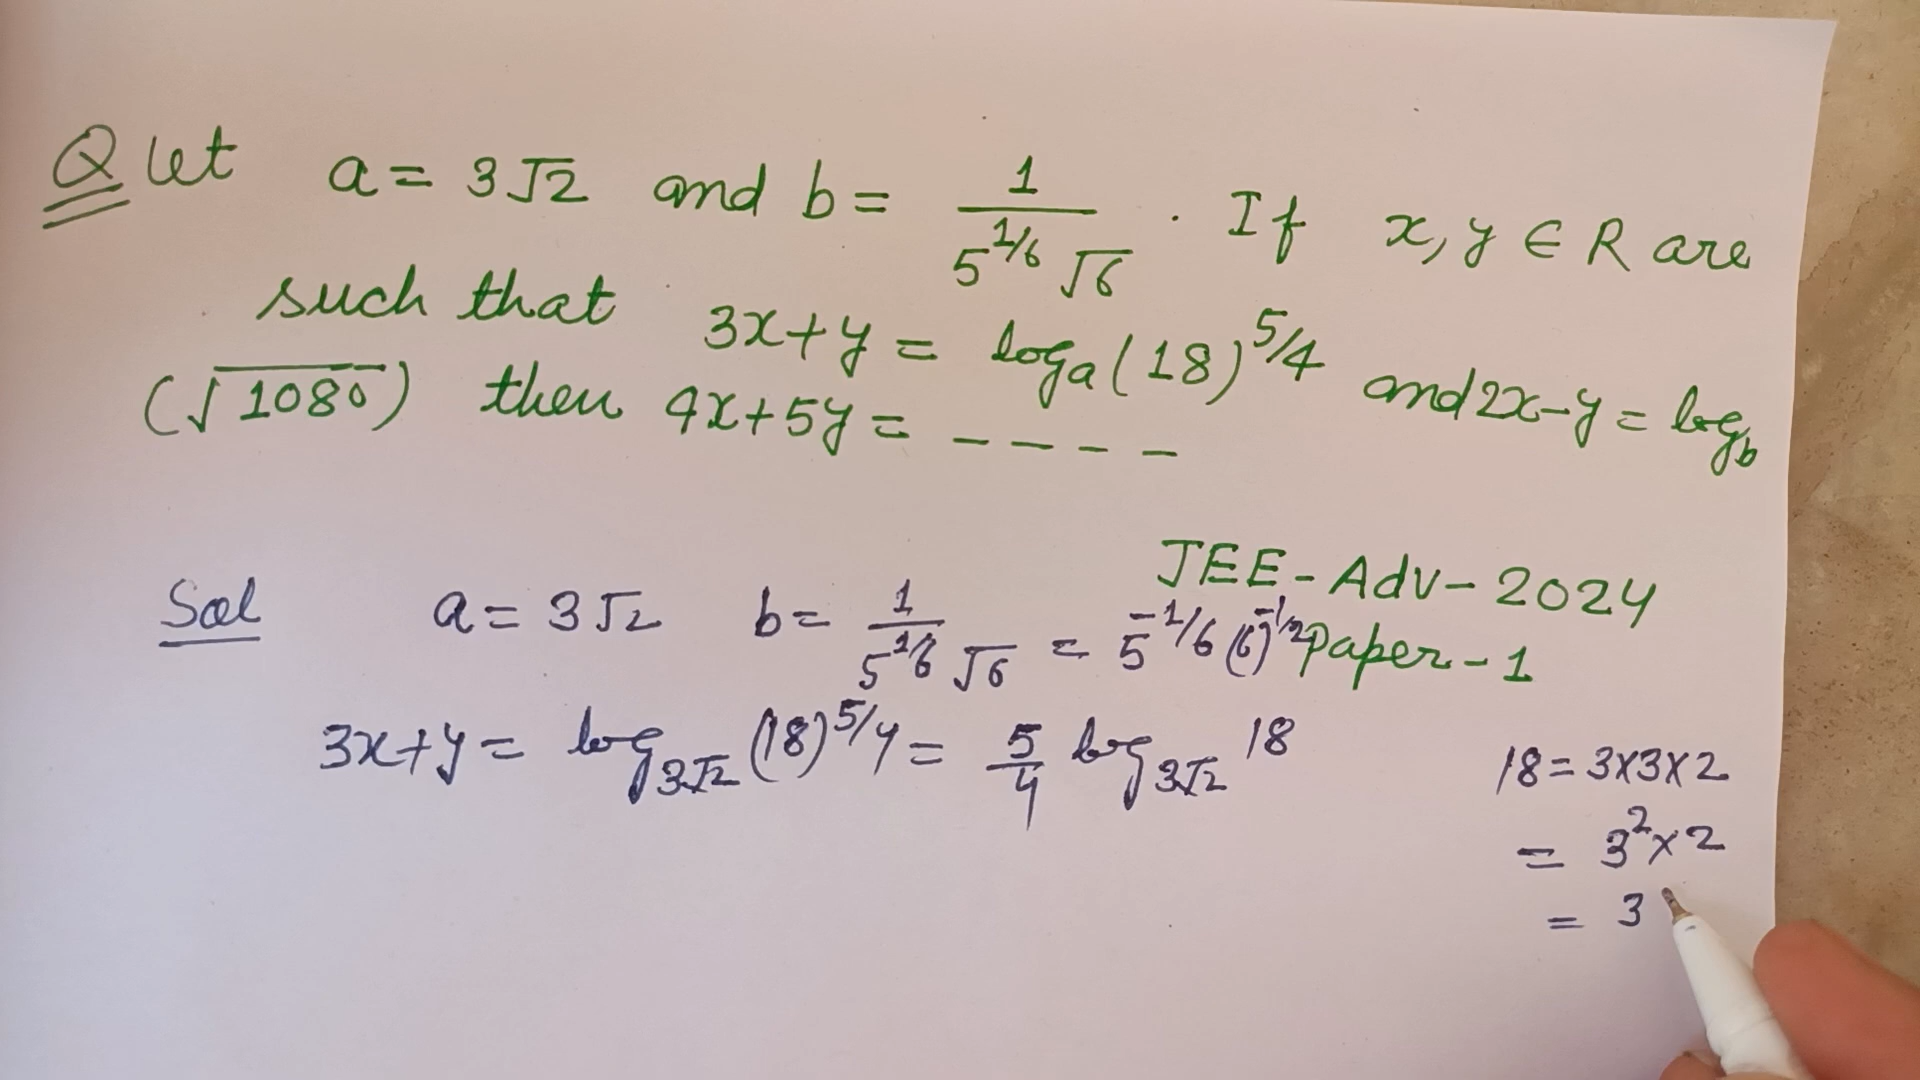 Q Let a = 3√2 and b = 1/(5^{1/6} √6) . If x, y ∈ R are
such that 3x+y = log_a (18)^{5/4} and 2x-y = log_b
(√1080) then 4x+5y = _ _ _ _
JEE-Adv-2024
Paper-1
Sol a = 3√2 b = 1/(5^{1/6} √6) = 5^{-1/6} (6)^{-1/2}
3x+y = log_{3√2} (18)^{5/4} = 5/4 log_{3√2} 18
18 = 3×3×2
= 3^2×2
= 3